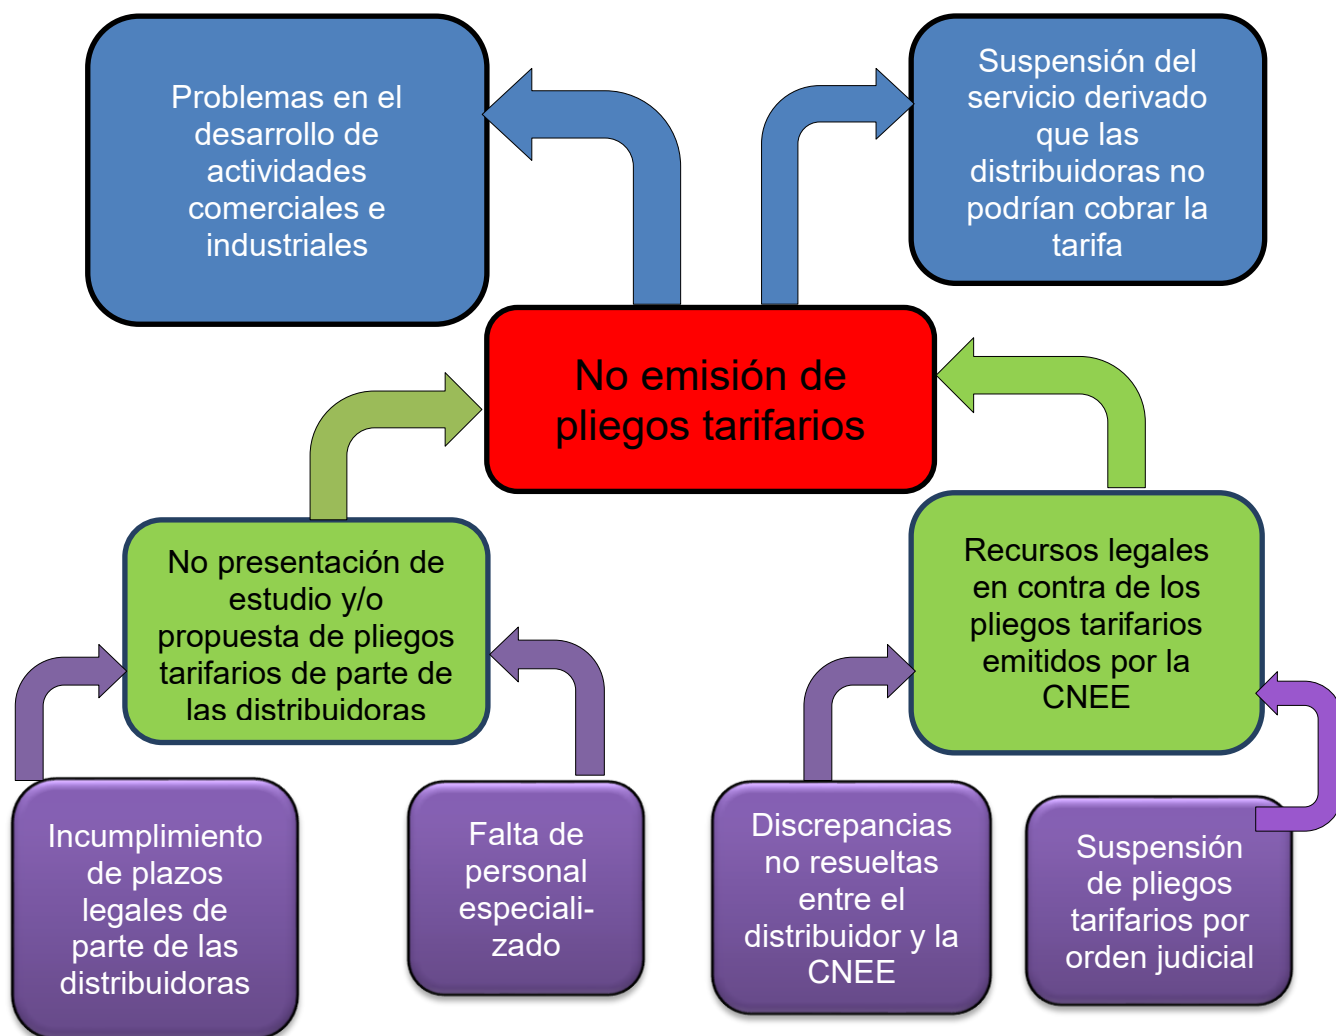 Problemas en el
desarrollo de
actividades
comerciales e
industriales
Suspensión del
servicio derivado
que las
distribuidoras no
podrían cobrar la
tarifa
No emisión de
pliegos tarifarios
No presentación de
estudio y/o
propuesta de pliegos
tarifarios de parte de
las distribuidoras
Recursos legales
en contra de los
pliegos tarifarios
emitidos por la
CNEE
Incumplimiento
de plazos
legales de
parte de las
distribuidoras
Falta de
personal
especiali-
zado
Discrepancias
no resueltas
entre el
distribuidor y la
CNEE
Suspensión
de pliegos
tarifarios por
orden judicial